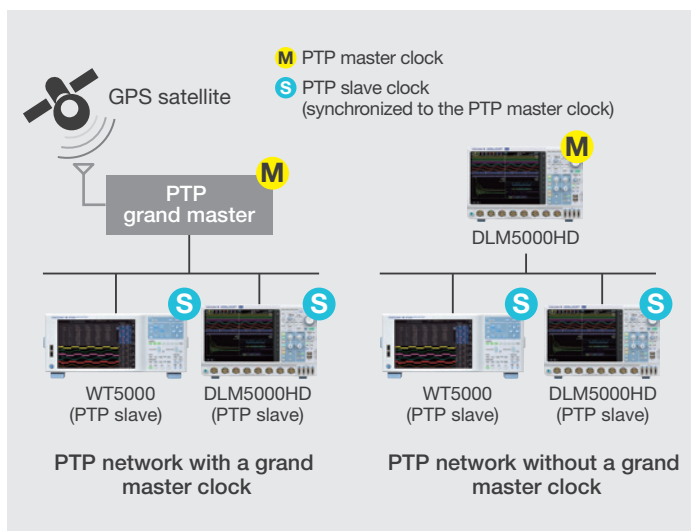 M PTP master clock
S PTP slave clock
(synchronized to the PTP master clock)
GPS satellite
M
PTP
grand master
M
DLM5000HD
S
S
WT5000
(PTP slave)
DLM5000HD
(PTP slave)
S
S
WT5000
(PTP slave)
DLM5000HD
(PTP slave)
PTP network with a grand
master clock
PTP network without a grand
master clock